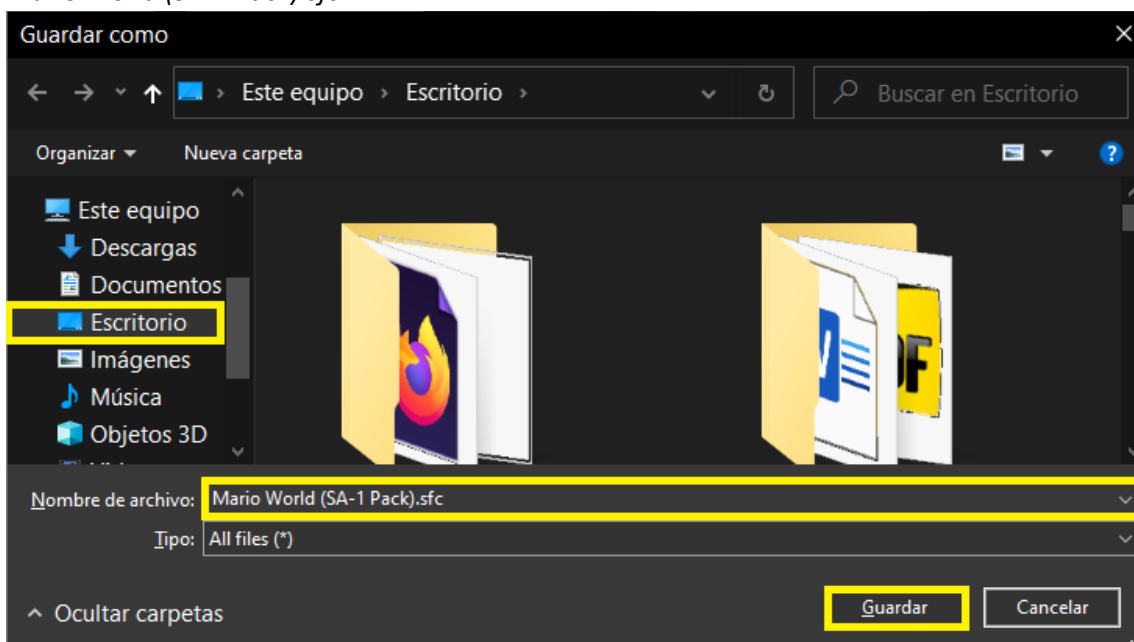 Guardar como
Este equipo > Escritorio >
Buscar en Escritorio
Organizar
Nueva carpeta
Este equipo
Descargas
Documentos
Escritorio
Imágenes
Música
Objetos 3D
Nombre de archivo: Mario World (SA-1 Pack).sfc
Tipo: All files (*)
Ocultar carpetas
Guardar
Cancelar